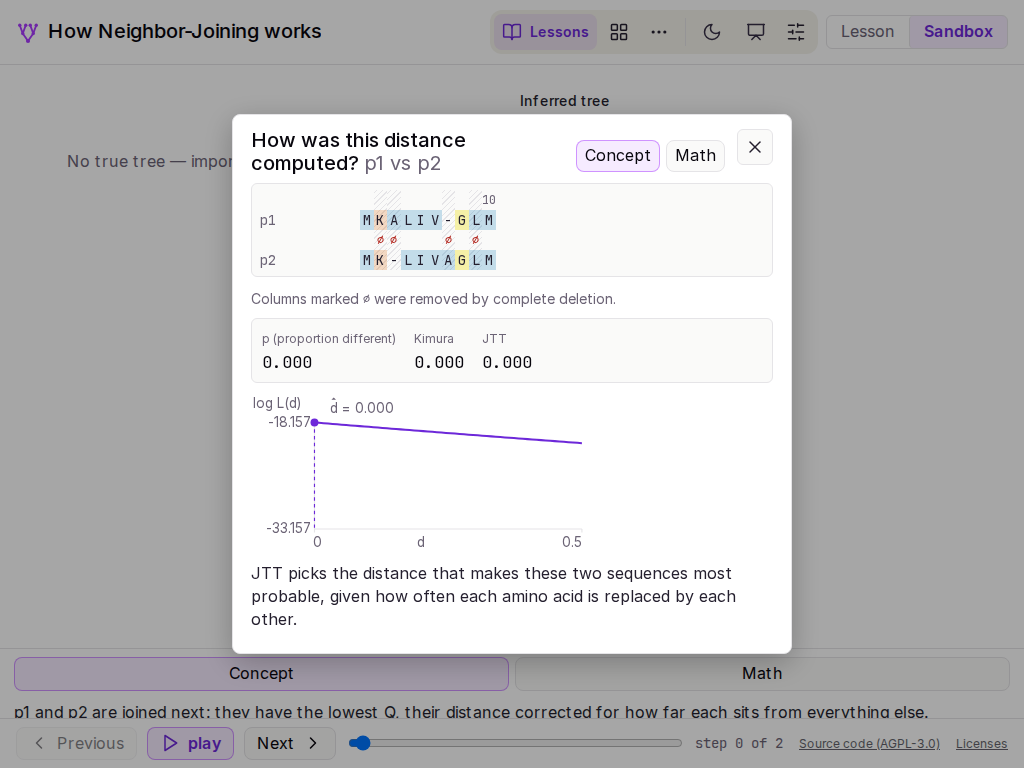 How Neighbor-Joining works
Lessons
Lesson
Sandbox
Inferred tree
No true tree — impor
How was this distance
computed? p1 vs p2
Concept
Math
10
p1 MKALIV-GLM
ø ø ø ø
p2 MK-LIVAGLM
Columns marked ø were removed by complete deletion.
p (proportion different) Kimura JTT
0.000 0.000 0.000
log L(d)
d̂ = 0.000
-18.157
-33.157
0 d 0.5
JTT picks the distance that makes these two sequences most
probable, given how often each amino acid is replaced by each
other.
Concept
Math
p1 and p2 are joined next: they have the lowest Q, their distance corrected for how far each sits from everything else.
Previous
play
Next
step 0 of 2
Source code (AGPL-3.0)
Licenses